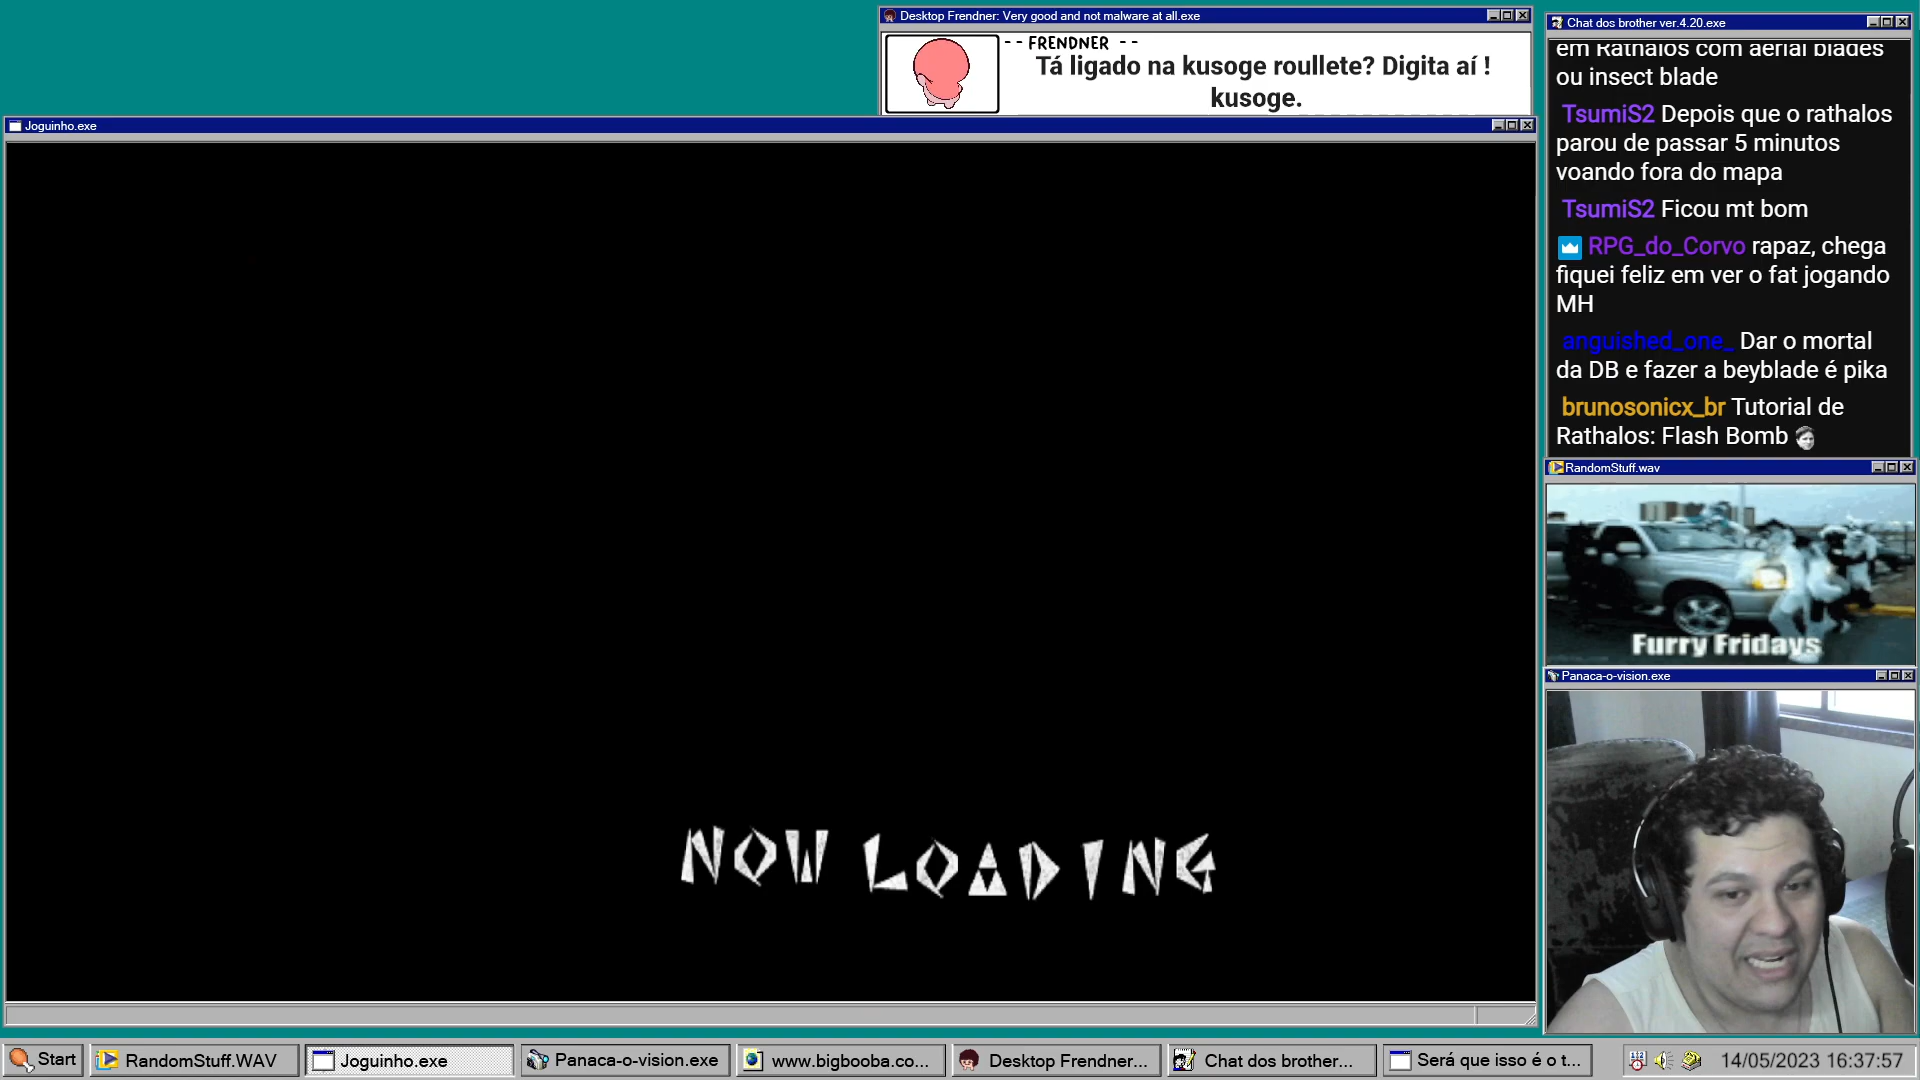 Desktop Frendner: Very good and not malware at all.exe
-- FRENDNER --
Tá ligado na kusoge roullete? Digita aí !
kusoge.
Joguinho.exe
NOW LOADING
Chat dos brother ver.4.20.exe
em Rathalos com aerial blades
ou insect blade
TsumiS2 Depois que o rathalos
parou de passar 5 minutos
voando fora do mapa
TsumiS2 Ficou mt bom
RPG_do_Corvo rapaz, chega
fiquei feliz em ver o fat jogando
MH
anguished_one_ Dar o mortal
da DB e fazer a beyblade é pika
brunosonicx_br Tutorial de
Rathalos: Flash Bomb
RandomStuff.wav
Furry Fridays
Panaca-o-vision.exe
Start
RandomStuff.WAV
Joguinho.exe
Panaca-o-vision.exe
www.bigbooba.co...
Desktop Frendner...
Chat dos brother...
Será que isso é o t...
14/05/2023 16:37:57